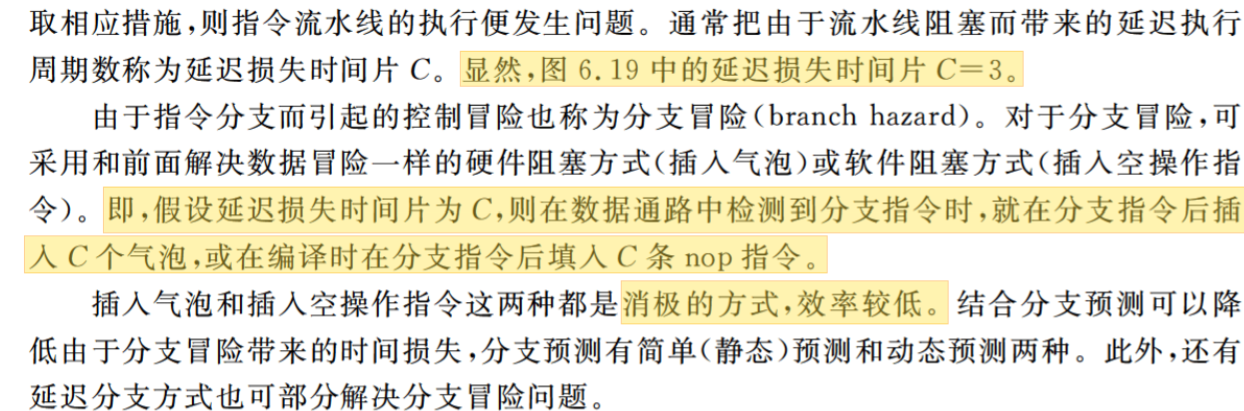 取相应措施,则指令流水线的执行便发生问题。通常把由于流水线阻塞而带来的延迟执行
周期数称为延迟损失时间片 C。显然,图 6.19 中的延迟损失时间片 C=3。
由于指令分支而引起的控制冒险也称为分支冒险(branch hazard)。对于分支冒险,可
采用和前面解决数据冒险一样的硬件阻塞方式(插入气泡)或软件阻塞方式(插入空操作指
令)。即,假设延迟损失时间片为 C,则在数据通路中检测到分支指令时,就在分支指令后插
入 C 个气泡,或在编译时在分支指令后填入 C 条 nop 指令。
插入气泡和插入空操作指令这两种都是消极的方式,效率较低。结合分支预测可以降
低由于分支冒险带来的时间损失,分支预测有简单(静态)预测和动态预测两种。此外,还有
延迟分支方式也可部分解决分支冒险问题。